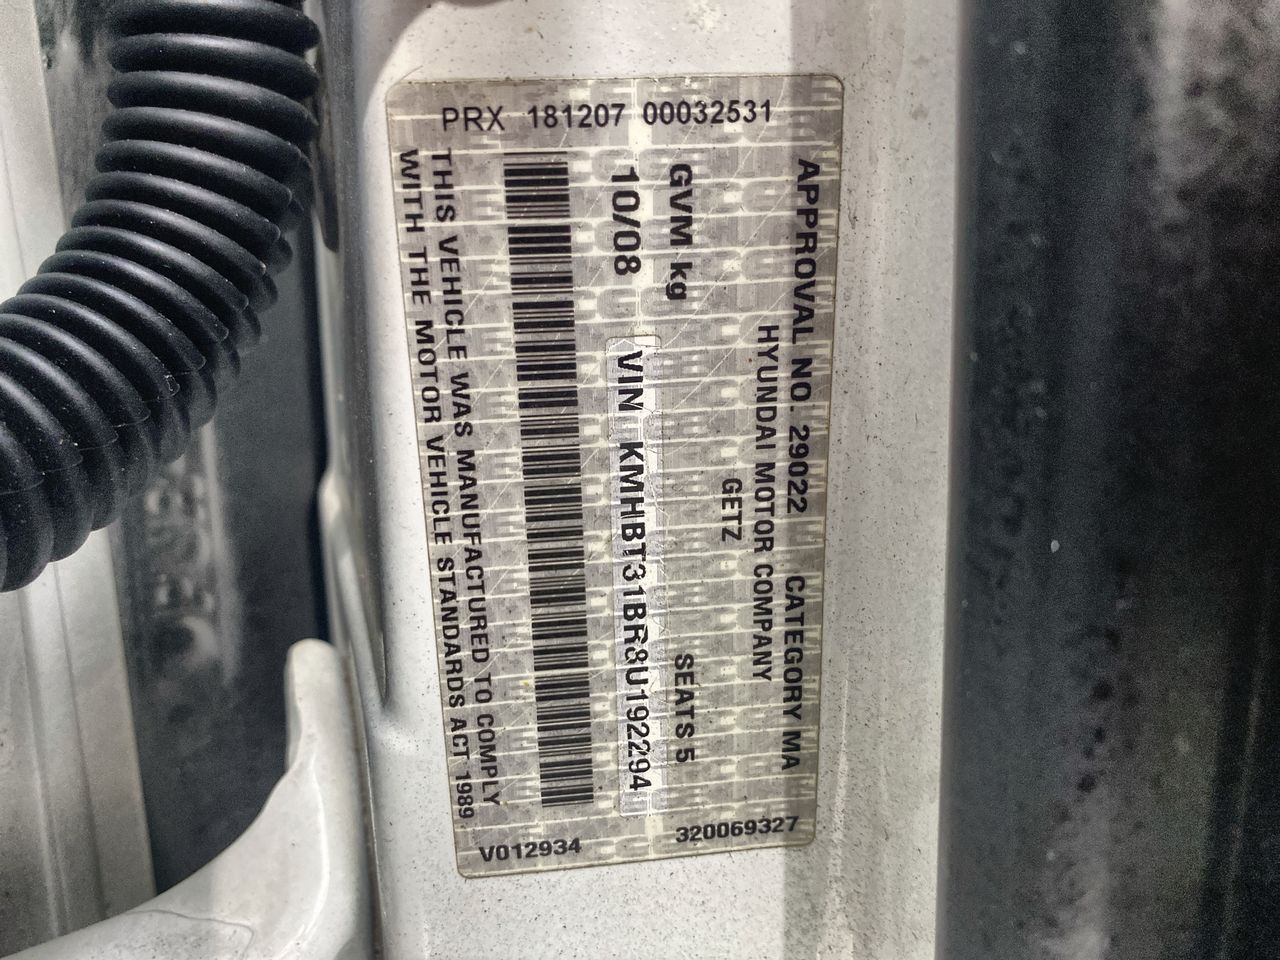 PRX 181207 00032531
APPROVAL NO. 29022 CATEGORY MA
HYUNDAI MOTOR COMPANY
GETZ
GVM kg SEATS 5
10/08 VIN KMHBT31BR8U192294
THIS VEHICLE WAS MANUFACTURED TO COMPLY
WITH THE MOTOR VEHICLE STANDARDS ACT 1989
V012934 320069327